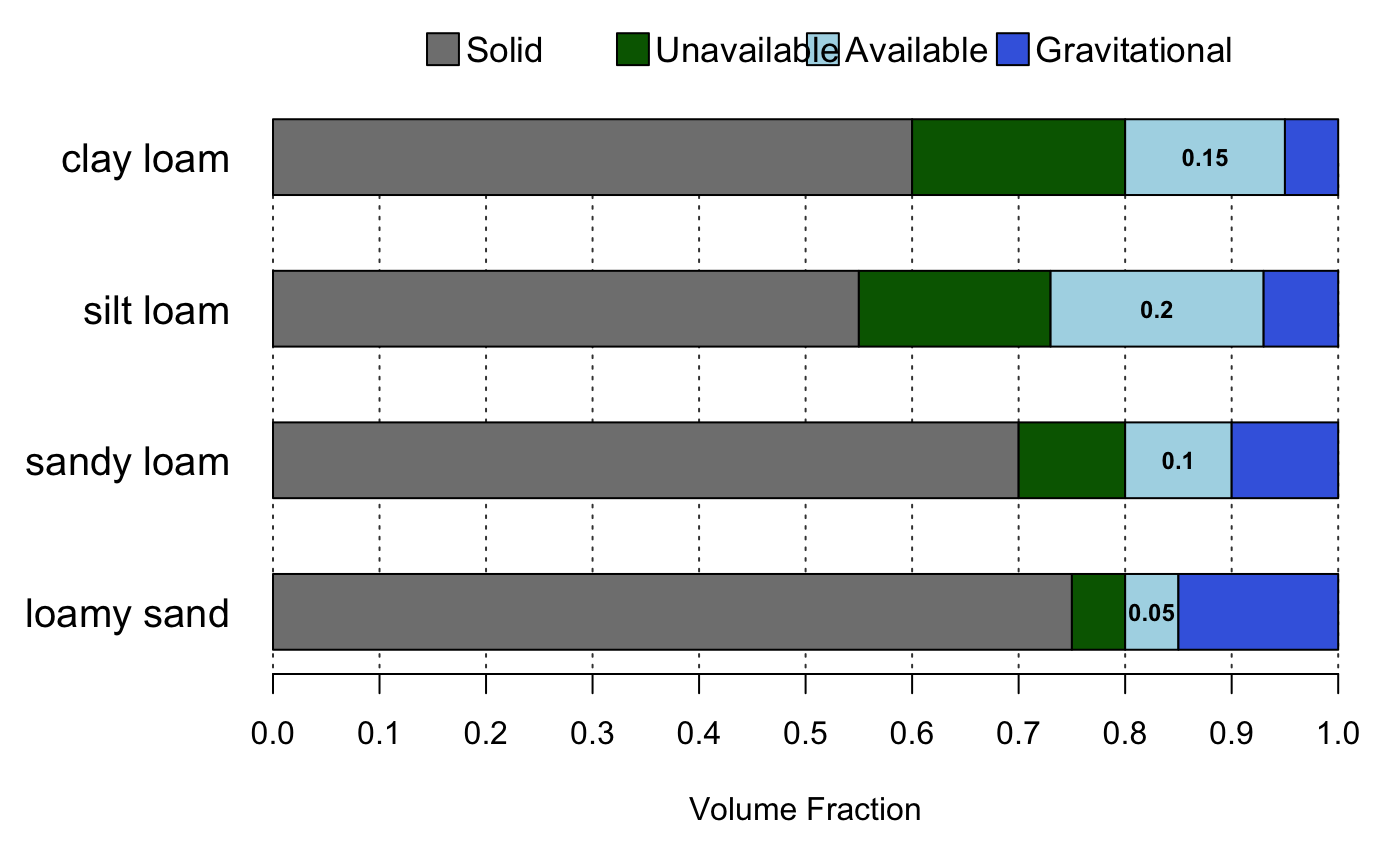 Solid Unavailable Available Gravitational
clay loam 0.15
silt loam 0.2
sandy loam 0.1
loamy sand 0.05
0.0 0.1 0.2 0.3 0.4 0.5 0.6 0.7 0.8 0.9 1.0
Volume Fraction